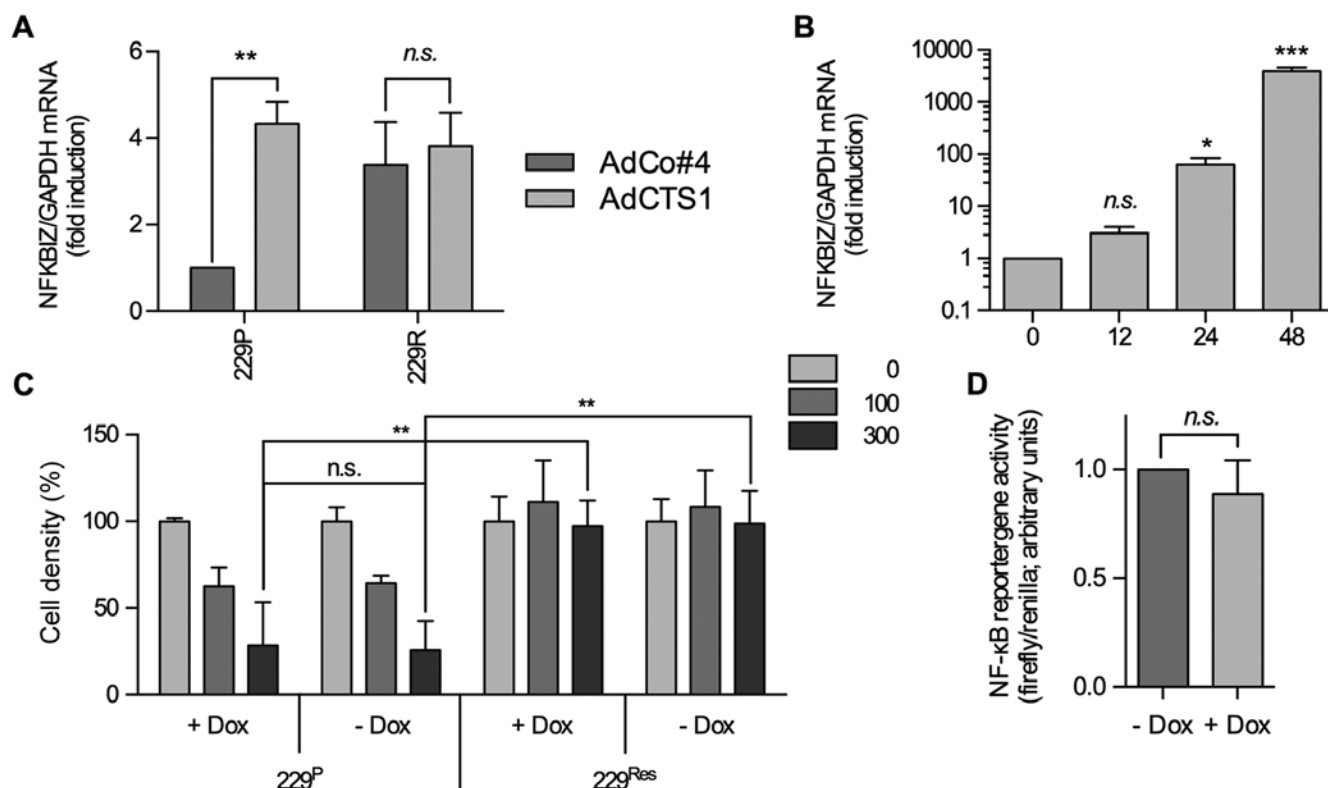 A
NFKBIZ/GAPDH mRNA
(fold induction)
6
4
2
0
**
n.s.
229P
229R
AdCo#4
AdCTS1
B
NFKBIZ/GAPDH mRNA
(fold induction)
10000
1000
100
10
1
0.1
n.s.
*
***
0 12 24 48
C
Cell density (%)
150
100
50
0
**
n.s.
**
0
100
300
+ Dox - Dox + Dox - Dox
229ᴾ 229ᴿᵉˢ
D
NF-κB reportergene activity
(firefly/renilla; arbitrary units)
1.0
0.5
0.0
n.s.
- Dox + Dox